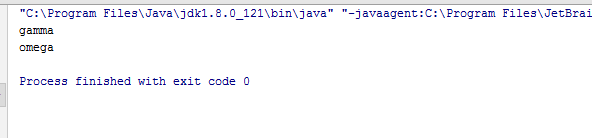 "C:\Program Files\Java\jdk1.8.0_121\bin\java" "-javaagent:C:\Program Files\JetBrai
gamma
omega
Process finished with exit code 0